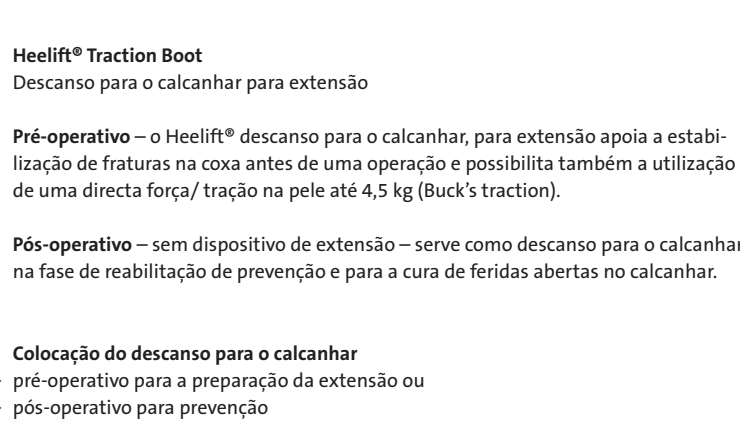 Heelift® Traction Boot
Descanso para o calcanhar para extensão
Pré-operativo – o Heelift® descanso para o calcanhar, para extensão apoia a estabi-
lização de fraturas na coxa antes de uma operação e possibilita também a utilização
de uma directa força/ tração na pele até 4,5 kg (Buck's traction).
Pós-operativo – sem dispositivo de extensão – serve como descanso para o calcanhar
na fase de reabilitação de prevenção e para a cura de feridas abertas no calcanhar.
Colocação do descanso para o calcanhar
pré-operativo para a preparação da extensão ou
pós-operativo para prevenção